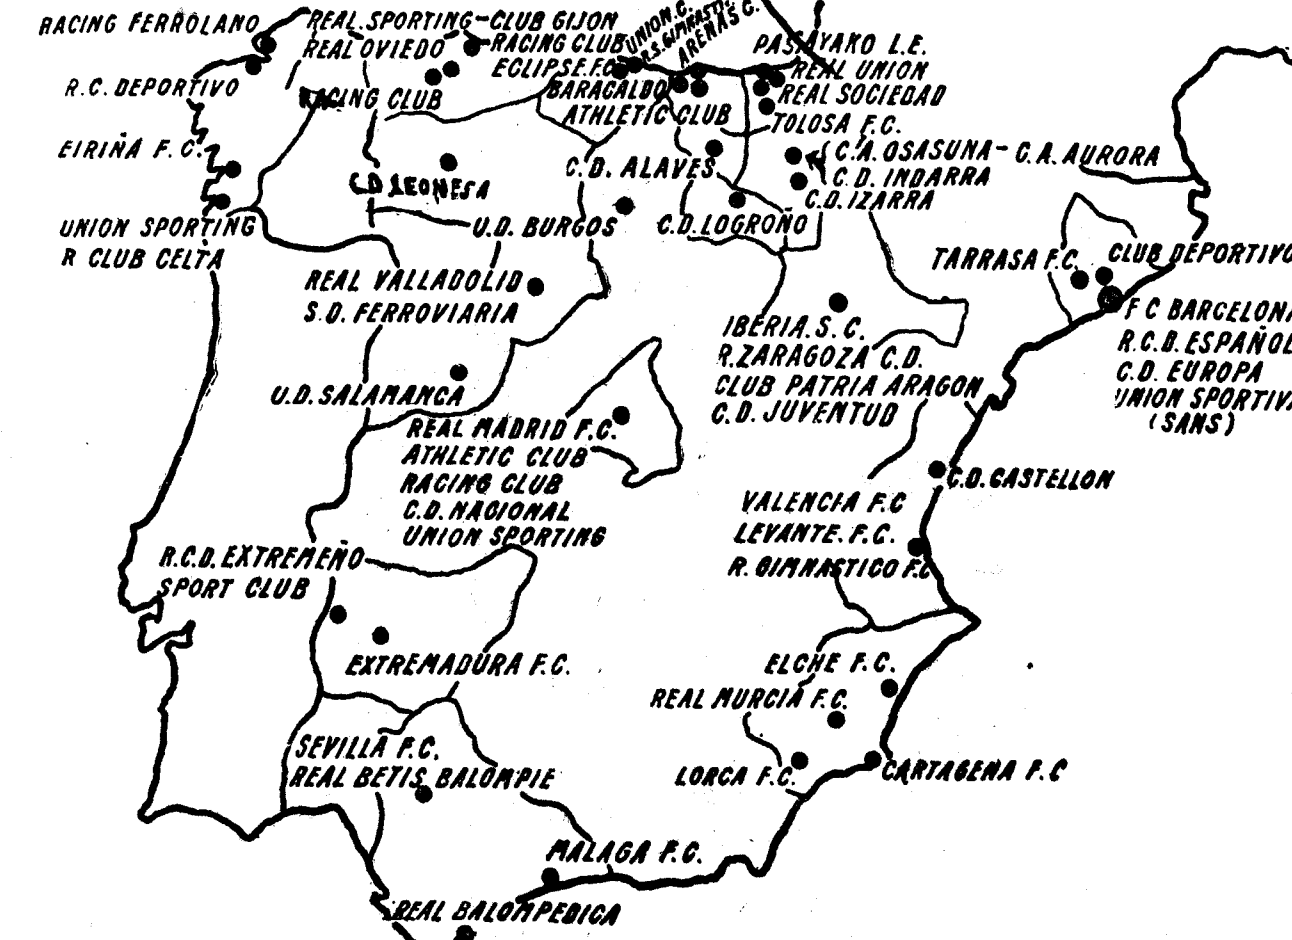 RACING FERROLANO
REAL SPORTING-CLUB GIJON
UNION C.
R.S. GIMNASTIC
ARENAS C.
REAL OVIEDO
RACING CLUB
PASAYAKO L.E.
R.C. DEPORTIVO
ECLIPSE F.C.
REAL UNION
RACING CLUB
BARACALDO
REAL SOCIEDAD
ATHLETIC CLUB
TOLOSA F.C.
EIRIÑA F.C.
C.A. OSASUNA - C.A. AURORA
C.D. LEONESA
C.D. ALAVES
C.D. INDARRA
C.D. IZARRA
UNION SPORTING
R CLUB CELTA
U.D. BURGOS
C.D. LOGROÑO
TARRASA F.C.
CLUB DEPORTIVO
REAL VALLADOLID
S.D. FERROVIARIA
IBERIA. S.C.
R. ZARAGOZA C.D.
CLUB PATRIA ARAGON
C.D. JUVENTUD
F C BARCELONA
R.C.D. ESPAÑOL
C.D. EUROPA
UNION SPORTIVA
(SANS)
U.D. SALAMANCA
REAL MADRID F.C.
ATHLETIC CLUB
RACING CLUB
C.D. NACIONAL
UNION SPORTING
C.D. CASTELLON
VALENCIA F.C
LEVANTE. F.C.
R. GIMNASTICO F.C
R.C.D. EXTREMEÑO
SPORT CLUB
EXTREMADURA F.C.
ELCHE F.C.
REAL MURCIA F.C.
LORCA F.C.
CARTAGENA F.C
SEVILLA F.C.
REAL BETIS BALOMPIE
MALAGA F.C.
REAL BALOMPEDICA